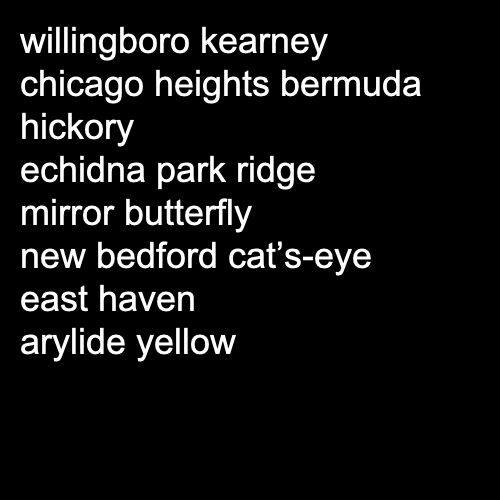 willingboro kearney
chicago heights bermuda
hickory
echidna park ridge
mirror butterfly
new bedford cat’s-eye
east haven
arylide yellow